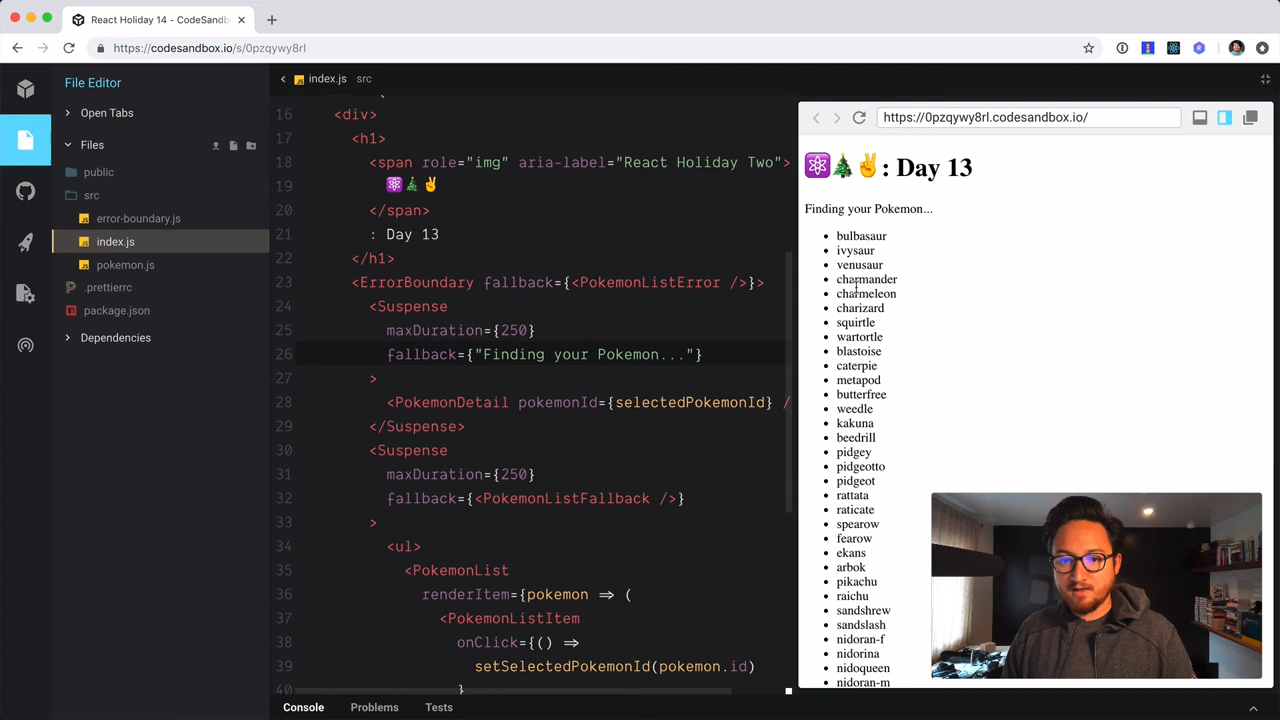 React Holiday 14 - CodeSandb
https://codesandbox.io/s/0pzqywy8rl
File Editor
Open Tabs
Files
public
src
error-boundary.js
index.js
pokemon.js
.prettierrc
package.json
Dependencies
index.js src
16 <div>
17 <h1>
18 <span role="img" aria-label="React Holiday Two">
19 ⚛️🎄✌️
20 </span>
21 : Day 13
22 </h1>
23 <ErrorBoundary fallback={<PokemonListError />}>
24 <Suspense
25 maxDuration={250}
26 fallback={"Finding your Pokemon..."}
27 >
28 <PokemonDetail pokemonId={selectedPokemonId} /
29 </Suspense>
30 <Suspense
31 maxDuration={250}
32 fallback={<PokemonListFallback />}
33 >
34 <ul>
35 <PokemonList
36 renderItem={pokemon => (
37 <PokemonListItem
38 onClick={() =>
39 setSelectedPokemonId(pokemon.id)
40 }
Console Problems Tests
https://0pzqywy8rl.codesandbox.io/
⚛️🎄✌️: Day 13
Finding your Pokemon...
• bulbasaur
• ivysaur
• venusaur
• charmander
• charmeleon
• charizard
• squirtle
• wartortle
• blastoise
• caterpie
• metapod
• butterfree
• weedle
• kakuna
• beedrill
• pidgey
• pidgeotto
• pidgeot
• rattata
• raticate
• spearow
• fearow
• ekans
• arbok
• pikachu
• raichu
• sandshrew
• sandslash
• nidoran-f
• nidorina
• nidoqueen
• nidoran-m